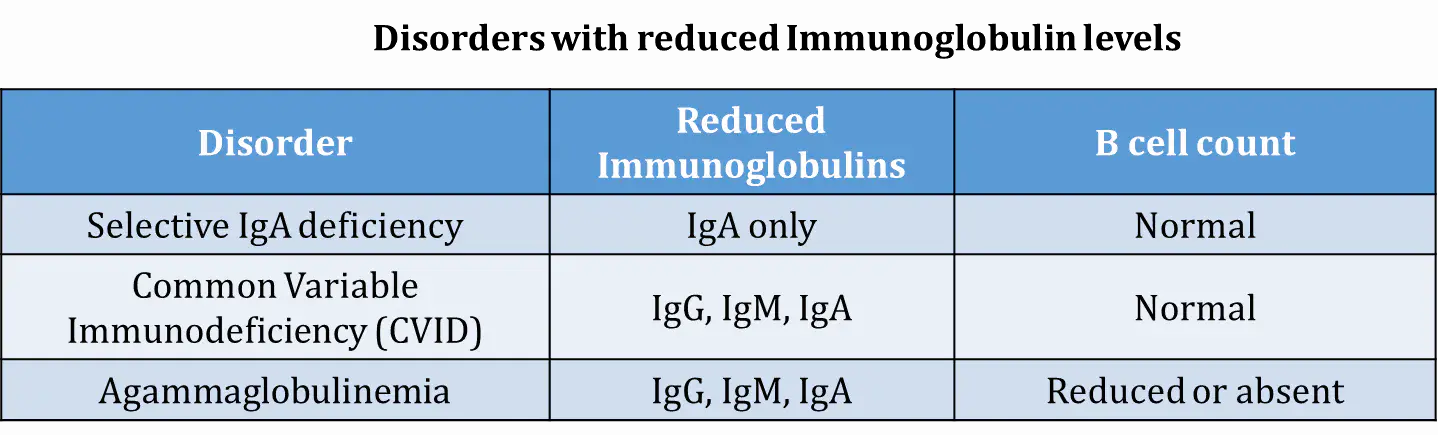 Disorders with reduced Immunoglobulin levels
Disorder
Reduced
Immunoglobulins
B cell count
Selective IgA deficiency
IgA only
Normal
Common Variable
Immunodeficiency (CVID)
IgG, IgM, IgA
Normal
Agammaglobulinemia
IgG, IgM, IgA
Reduced or absent